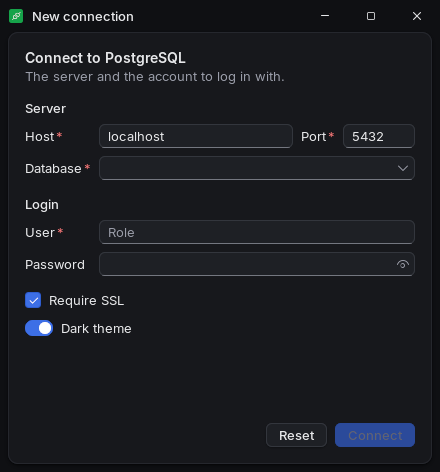 New connection
Connect to PostgreSQL
The server and the account to log in with.
Server
Host* localhost Port* 5432
Database*
Login
User* Role
Password
Require SSL
Dark theme
Reset Connect